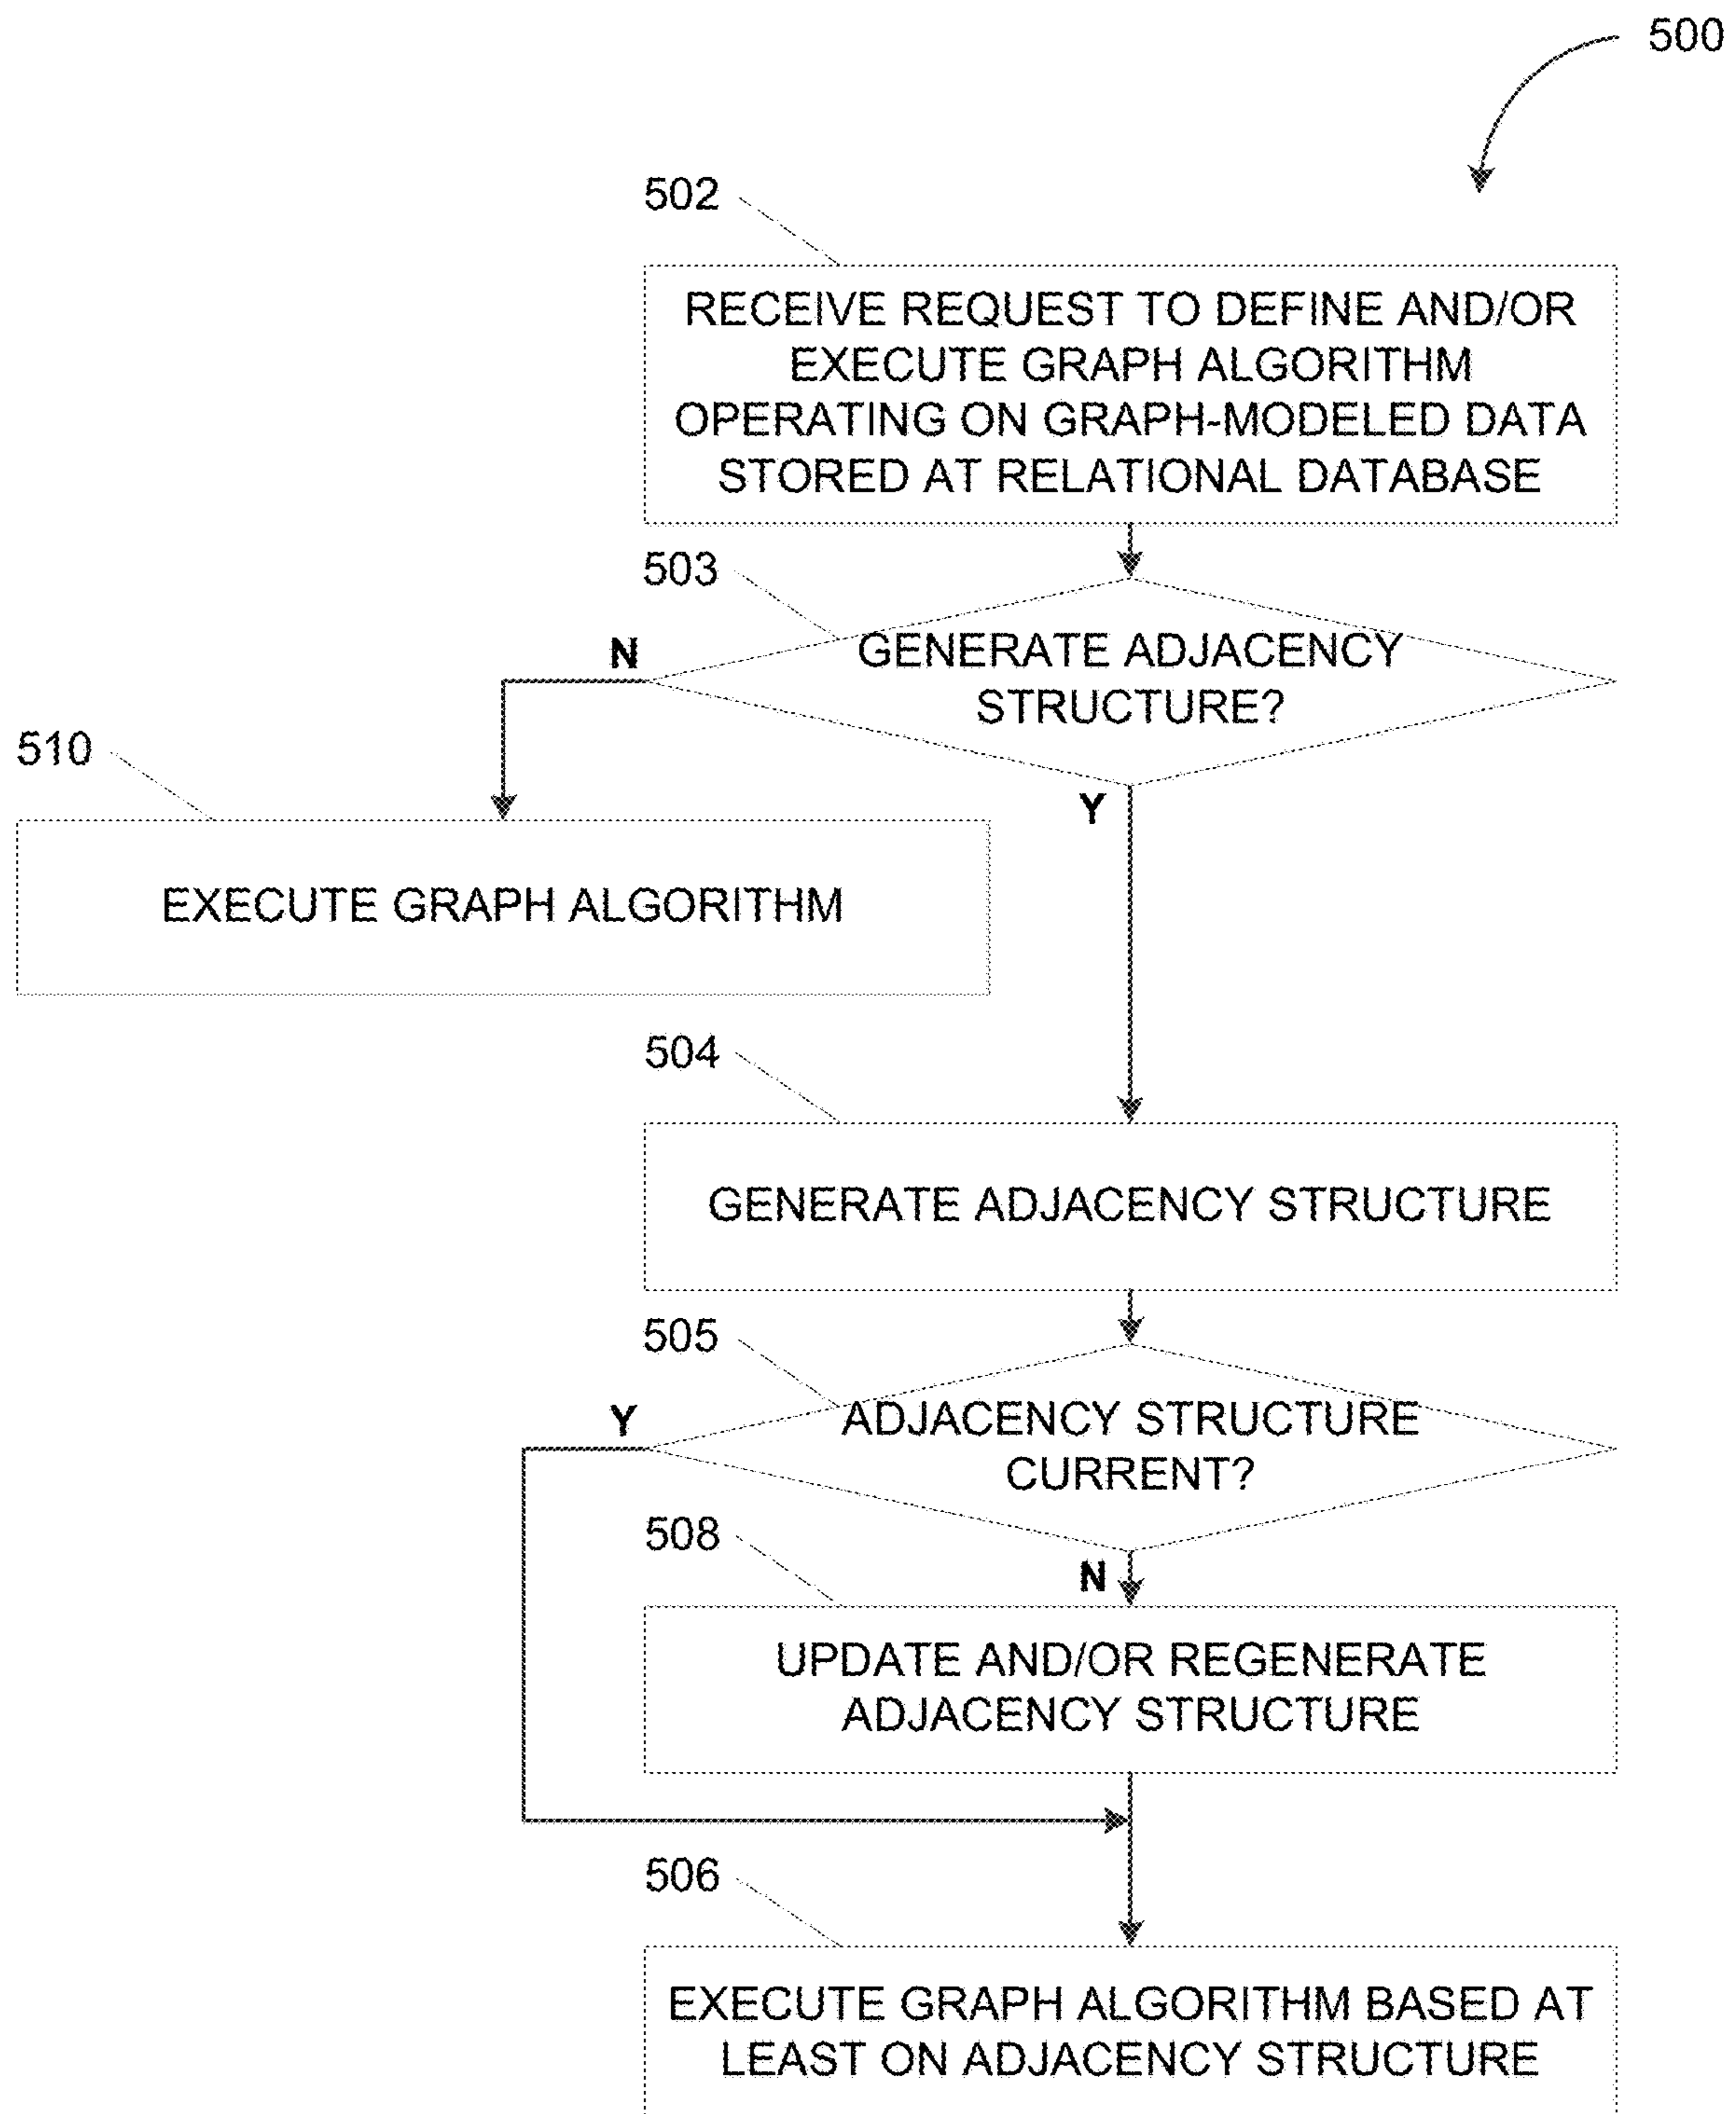 500
502
RECEIVE REQUEST TO DEFINE AND/OR
EXECUTE GRAPH ALGORITHM
OPERATING ON GRAPH-MODELED DATA
STORED AT RELATIONAL DATABASE
503
N
GENERATE ADJACENCY
STRUCTURE?
510
Y
EXECUTE GRAPH ALGORITHM
504
GENERATE ADJACENCY STRUCTURE
505
Y
ADJACENCY STRUCTURE
CURRENT?
508
N
UPDATE AND/OR REGENERATE
ADJACENCY STRUCTURE
506
EXECUTE GRAPH ALGORITHM BASED AT
LEAST ON ADJACENCY STRUCTURE